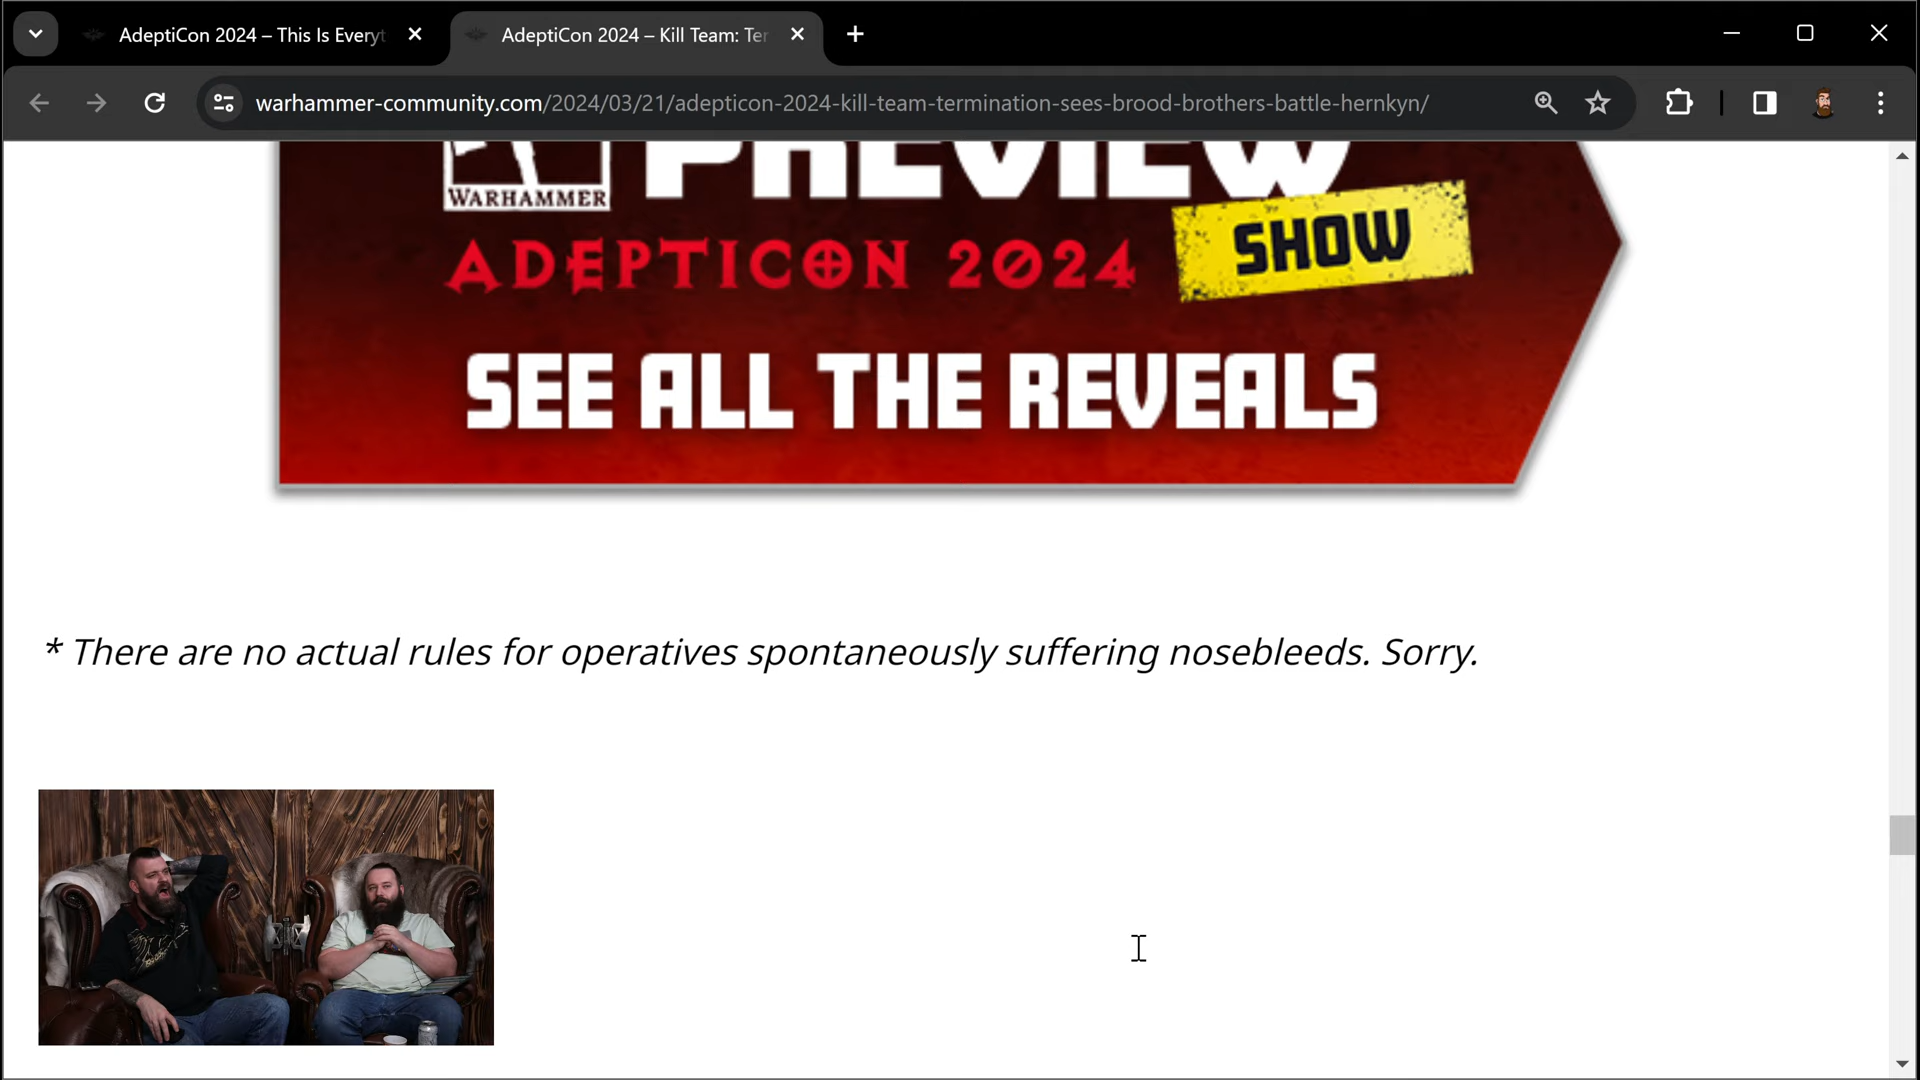 AdeptiCon 2024 – This Is Everyt
AdeptiCon 2024 – Kill Team: Ter
warhammer-community.com/2024/03/21/adepticon-2024-kill-team-termination-sees-brood-brothers-battle-hernkyn/
PREVIEW
WARHAMMER
SHOW
ADEPTICON 2024
SEE ALL THE REVEALS
* There are no actual rules for operatives spontaneously suffering nosebleeds. Sorry.